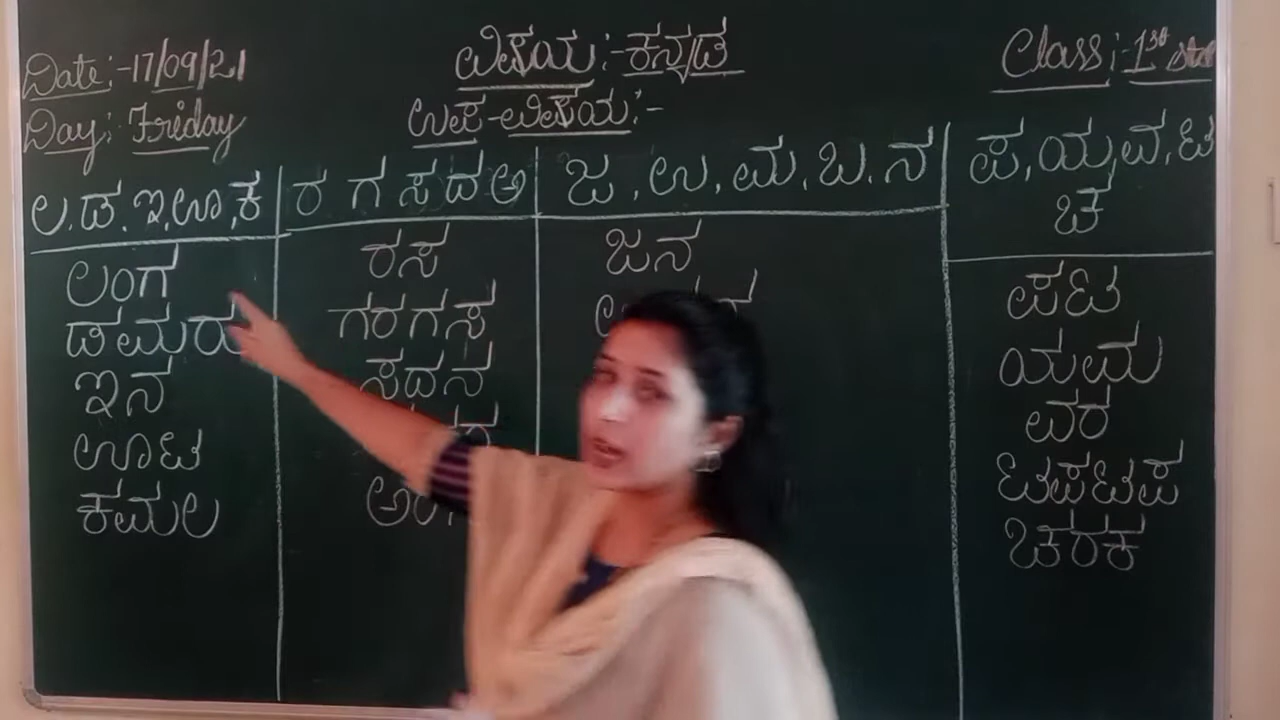 Date:-17/09/21
Day: Friday
ವಿಷಯ:-ಕನ್ನಡ
ಉಪ-ವಿಷಯ:-
Class:-1st std
ಲ.ಡ.ಇ.ಊ,ಕ
ಲಂಗ
ಡಮರು
ಇನ
ಊಟ
ಕಮಲ
ರ ಗ ಸ ದ ಅ
ರಸ
ಗರಗಸ
ಸದನ
ಜ.ಉ.ಮ.ಬ.ನ
ಜನ
ಪ,ಯ,ವ,ಟ
ಚ
ಪಟ
ಯಮ
ವರ
ಟಪಟಪ
ಚರಕ